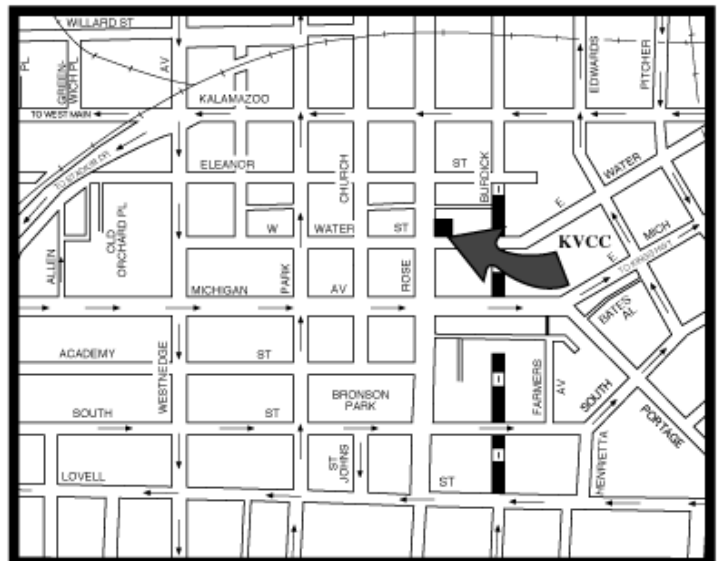 WILLARD ST
PL
GREEN-
WICH PL
AV
EDWARDS
PITCHER
KALAMAZOO
TO WEST MAIN
ELEANOR
ST
CHURCH
BURDICK
WATER
E
TO STADIUM DR
OLD
ORCHARD PL
W
WATER
ST
KVCC
MICH
E
TO KINGS HWY
ALLEN
MICHIGAN
PARK
AV
ROSE
BATES
AL
ACADEMY
ST
WESTNEDGE
BRONSON
PARK
FARMERS
AV
SOUTH
PORTAGE
SOUTH
ST
ST
JOHNS
HENRIETTA
LOVELL
ST